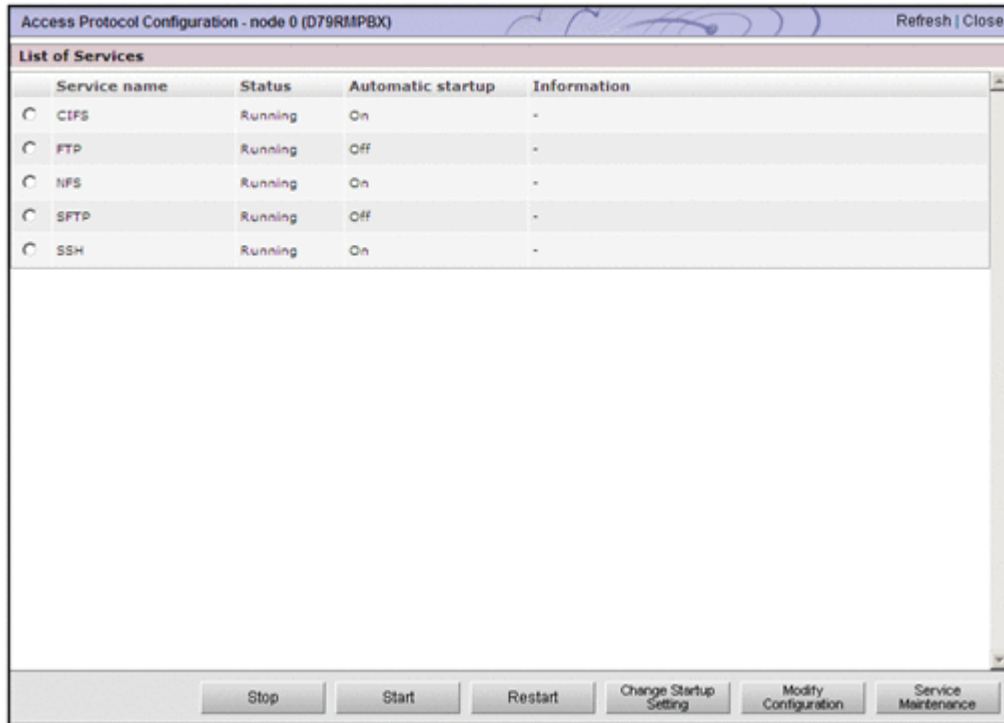 Access Protocol Configuration - node 0 (D79RMPBX) Refresh | Close
List of Services
Service name Status Automatic startup Information
CIFS Running On -
FTP Running Off -
NFS Running On -
SFTP Running Off -
SSH Running On -
Stop Start Restart Change Startup Setting Modify Configuration Service Maintenance